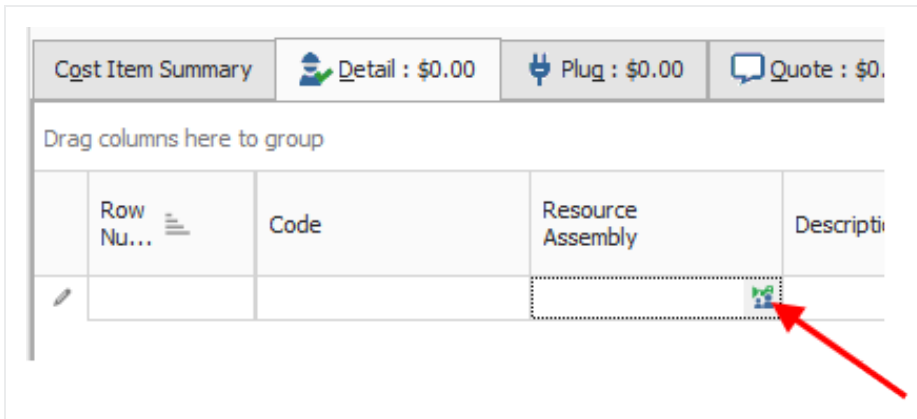 Cost Item Summary
Detail : $0.00
Plug : $0.00
Quote : $0.
Drag columns here to group
Row
Nu...
Code
Resource
Assembly
Descripti